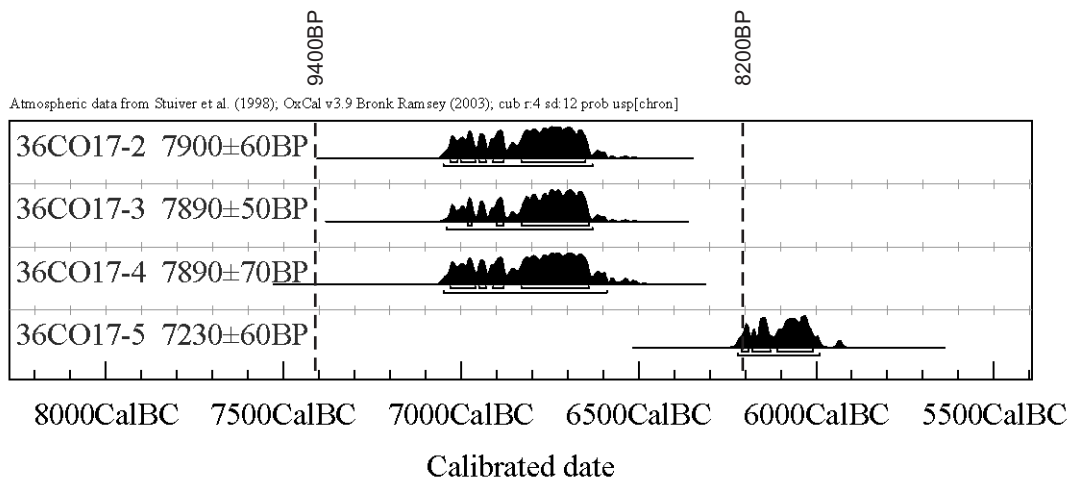 9400BP
8200BP
Atmospheric data from Stuiver et al. (1998); OxCal v3.9 Bronk Ramsey (2003); cub r:4 sd:12 prob usp[chron]
36CO17-2 7900±60BP
36CO17-3 7890±50BP
36CO17-4 7890±70BP
36CO17-5 7230±60BP
8000CalBC 7500CalBC 7000CalBC 6500CalBC 6000CalBC 5500CalBC
Calibrated date